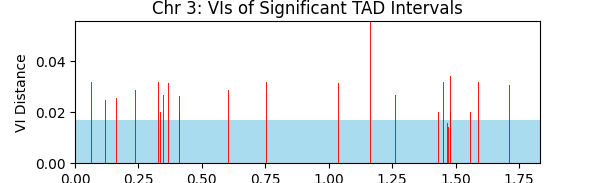 Chr 3: VIs of Significant TAD Intervals
VI Distance
0.04
0.02
0.00
0.00 0.25 0.50 0.75 1.00 1.25 1.50 1.75